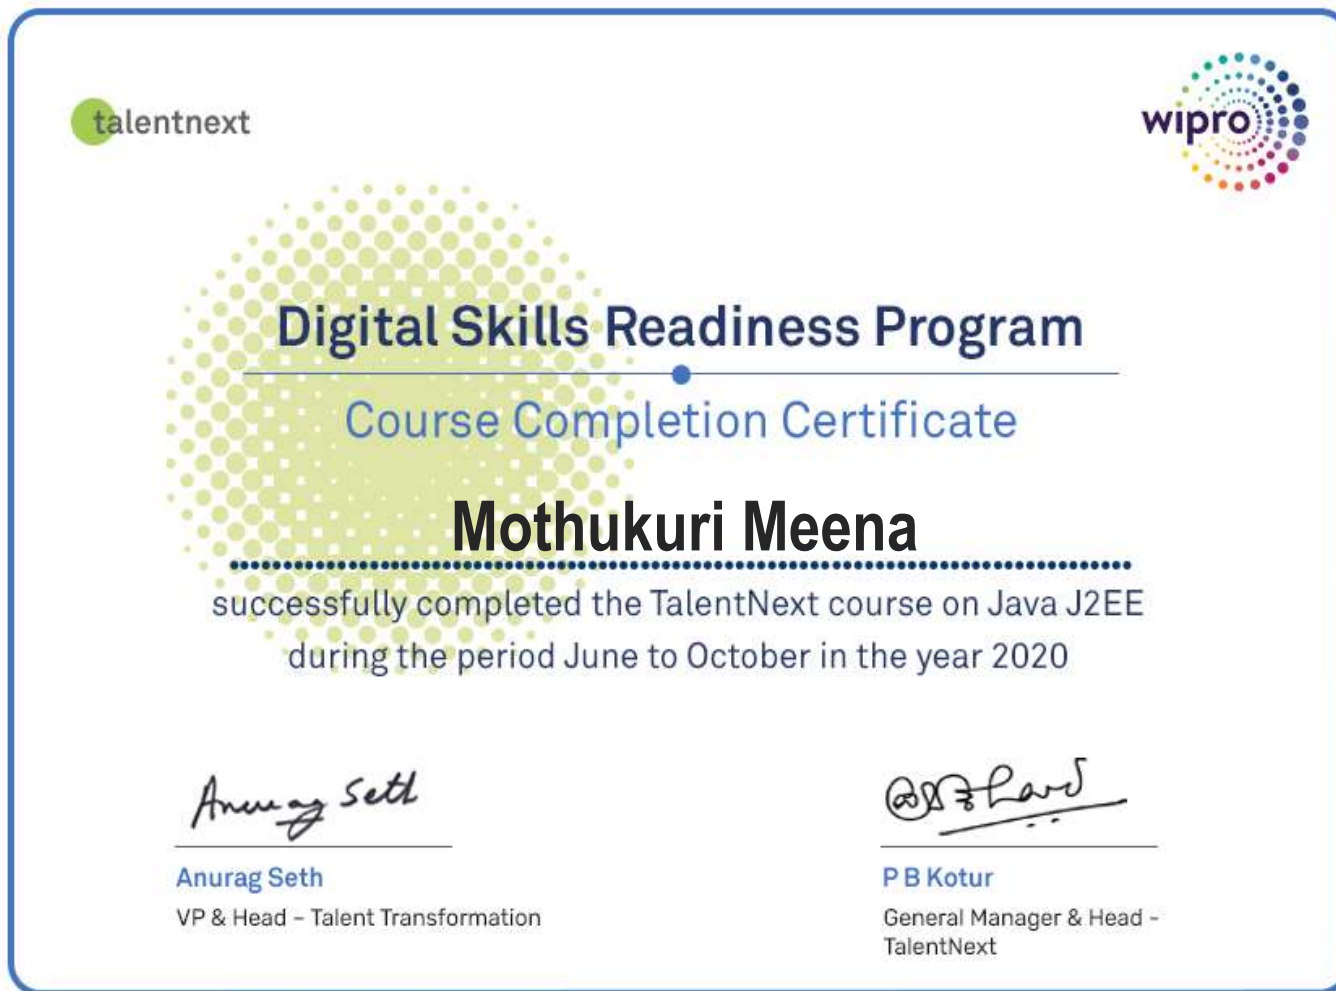 talentnext
wipro
Digital Skills Readiness Program
Course Completion Certificate
Mothukuri Meena
successfully completed the TalentNext course on Java J2EE
during the period June to October in the year 2020
Anurag Seth
Anurag Seth
VP & Head – Talent Transformation
P B Kotur
General Manager & Head -
TalentNext